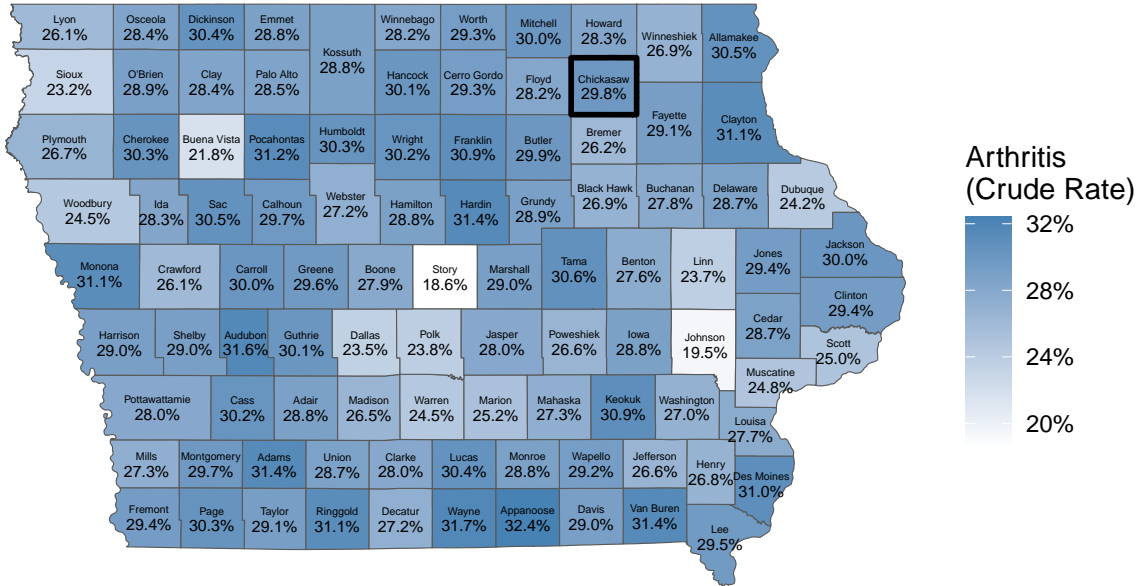 Lyon
26.1%
Osceola
28.4%
Dickinson
30.4%
Emmet
28.8%
Kossuth
28.8%
Winnebago
28.2%
Worth
29.3%
Mitchell
30.0%
Howard
28.3%
Winneshiek
26.9%
Allamakee
30.5%
Sioux
23.2%
O'Brien
28.9%
Clay
28.4%
Palo Alto
28.5%
Hancock
30.1%
Cerro Gordo
29.3%
Floyd
28.2%
Chickasaw
29.8%
Fayette
29.1%
Clayton
31.1%
Plymouth
26.7%
Cherokee
30.3%
Buena Vista
21.8%
Pocahontas
31.2%
Humboldt
30.3%
Wright
30.2%
Franklin
30.9%
Butler
29.9%
Bremer
26.2%
Woodbury
24.5%
Ida
28.3%
Sac
30.5%
Calhoun
29.7%
Webster
27.2%
Hamilton
28.8%
Hardin
31.4%
Grundy
28.9%
Black Hawk
26.9%
Buchanan
27.8%
Delaware
28.7%
Dubuque
24.2%
Monona
31.1%
Crawford
26.1%
Carroll
30.0%
Greene
29.6%
Boone
27.9%
Story
18.6%
Marshall
29.0%
Tama
30.6%
Benton
27.6%
Linn
23.7%
Jones
29.4%
Jackson
30.0%
Clinton
29.4%
Harrison
29.0%
Shelby
29.0%
Audubon
31.6%
Guthrie
30.1%
Dallas
23.5%
Polk
23.8%
Jasper
28.0%
Poweshiek
26.6%
Iowa
28.8%
Johnson
19.5%
Cedar
28.7%
Scott
25.0%
Muscatine
24.8%
Pottawattamie
28.0%
Cass
30.2%
Adair
28.8%
Madison
26.5%
Warren
24.5%
Marion
25.2%
Mahaska
27.3%
Keokuk
30.9%
Washington
27.0%
Louisa
27.7%
Mills
27.3%
Montgomery
29.7%
Adams
31.4%
Union
28.7%
Clarke
28.0%
Lucas
30.4%
Monroe
28.8%
Wapello
29.2%
Jefferson
26.6%
Henry
26.8%
Des Moines
31.0%
Fremont
29.4%
Page
30.3%
Taylor
29.1%
Ringgold
31.1%
Decatur
27.2%
Wayne
31.7%
Appanoose
32.4%
Davis
29.0%
Van Buren
31.4%
Lee
29.5%
Arthritis
(Crude Rate)
32%
28%
24%
20%